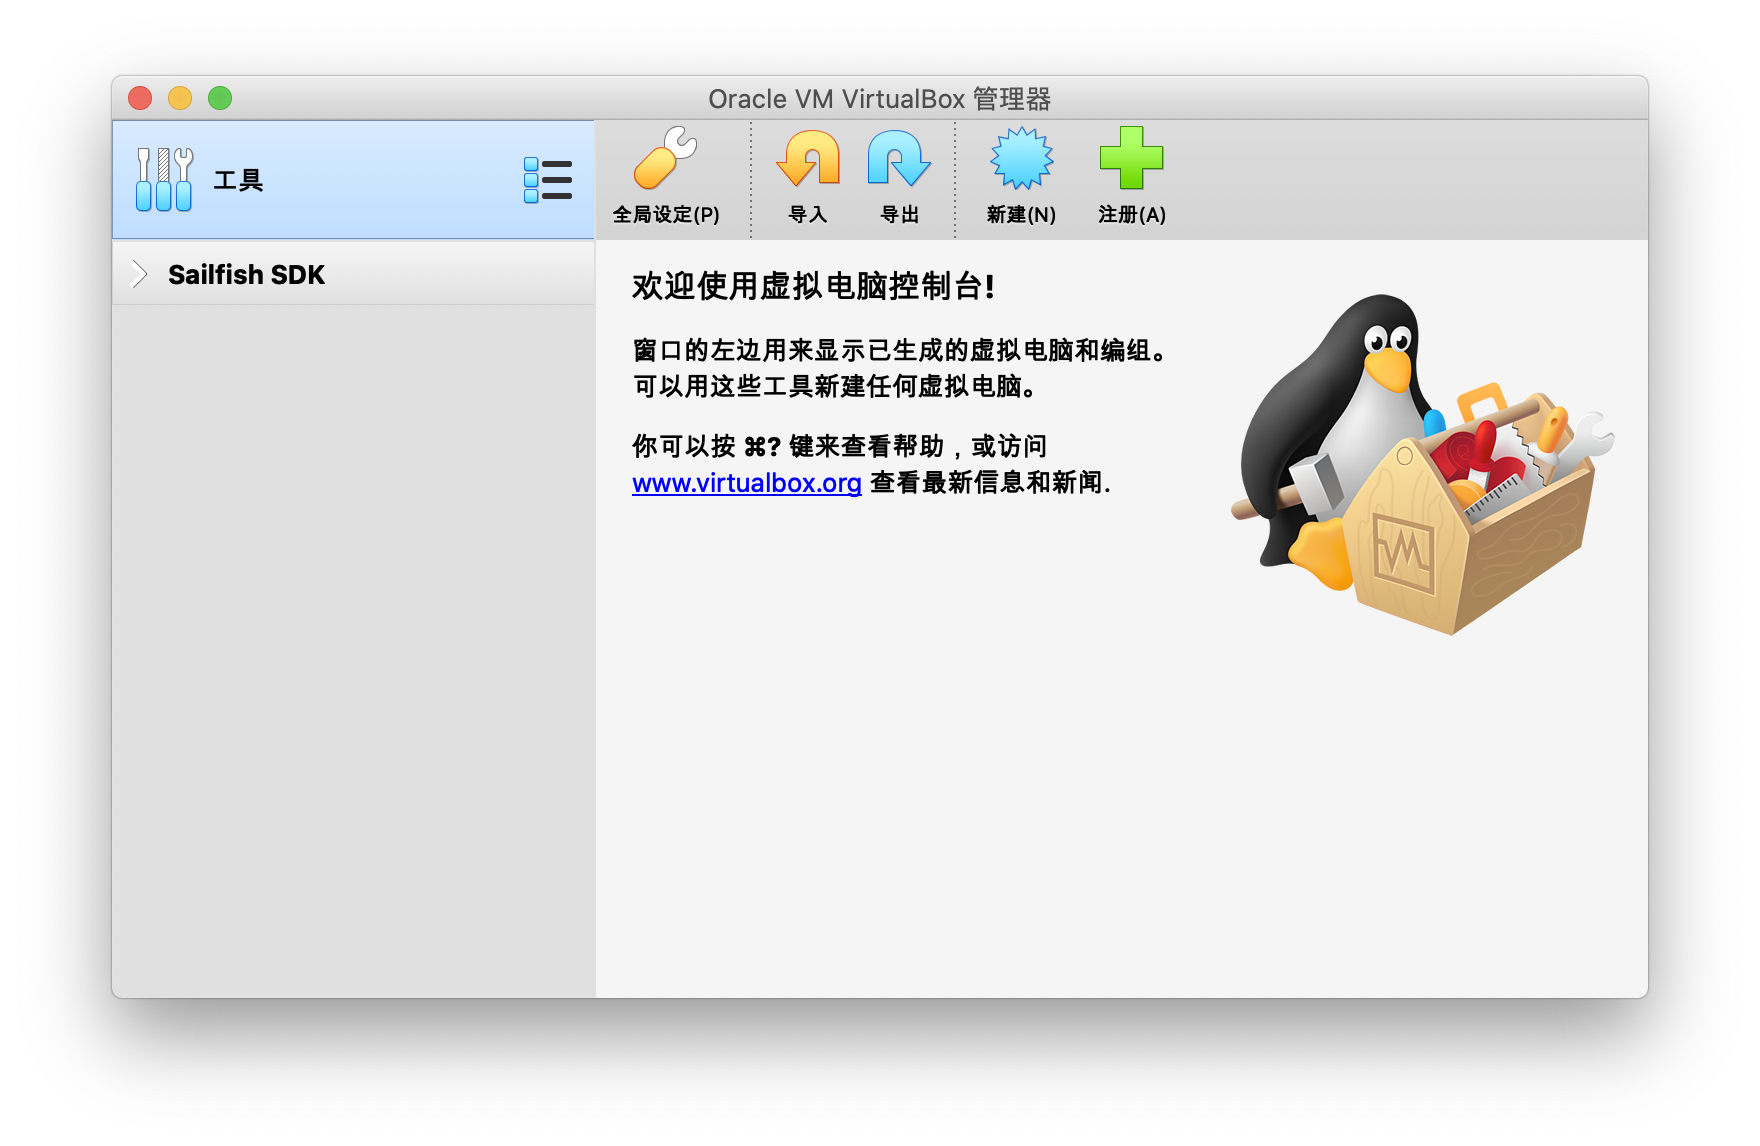 Oracle VM VirtualBox 管理器
工具
全局设定(P)
导入
导出
新建(N)
注册(A)
Sailfish SDK
欢迎使用虚拟电脑控制台!
窗口的左边用来显示已生成的虚拟电脑和编组。
可以用这些工具新建任何虚拟电脑。
你可以按 ⌘? 键来查看帮助，或访问
www.virtualbox.org 查看最新信息和新闻.